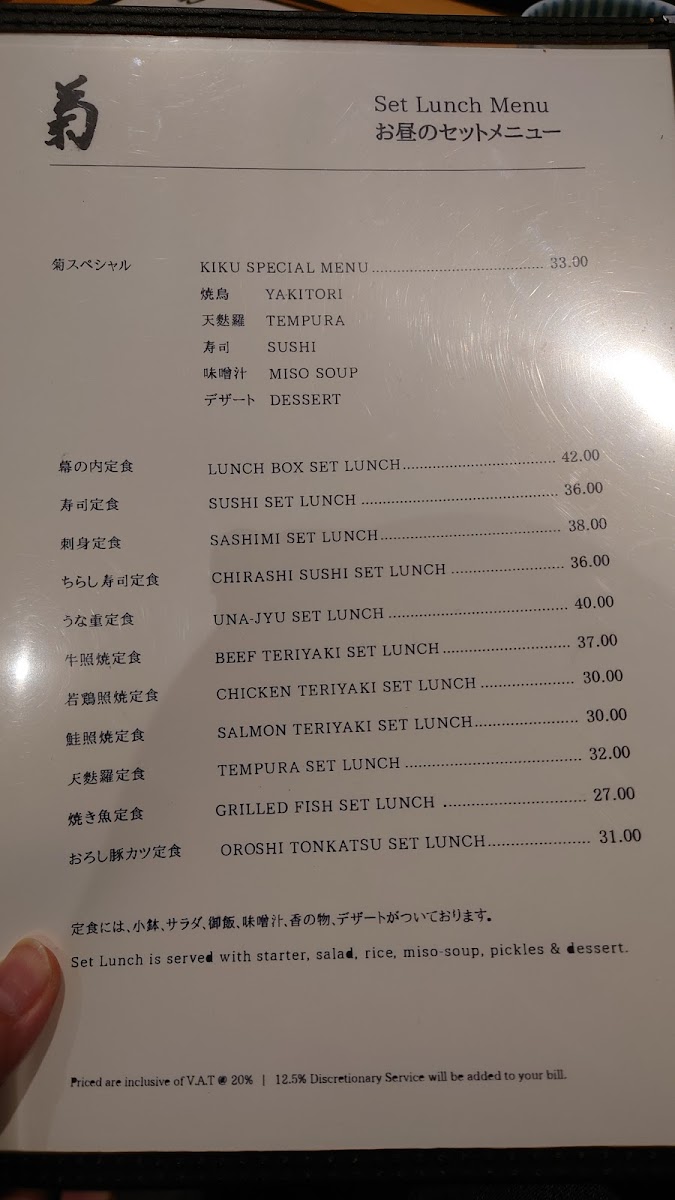 菊
Set Lunch Menu
お昼のセットメニュー
菊スペシャル KIKU SPECIAL MENU........................................ 33.00
焼鳥 YAKITORI
天麩羅 TEMPURA
寿司 SUSHI
味噌汁 MISO SOUP
デザート DESSERT
幕の内定食 LUNCH BOX SET LUNCH.................................... 42.00
寿司定食 SUSHI SET LUNCH .............................................. 36.00
刺身定食 SASHIMI SET LUNCH........................................... 38.00
ちらし寿司定食 CHIRASHI SUSHI SET LUNCH .......................... 36.00
うな重定食 UNA-JYU SET LUNCH .......................................... 40.00
牛照焼定食 BEEF TERIYAKI SET LUNCH.............................. 37.00
若鶏照焼定食 CHICKEN TERIYAKI SET LUNCH ...................... 30.00
鮭照焼定食 SALMON TERIYAKI SET LUNCH........................ 30.00
天麩羅定食 TEMPURA SET LUNCH ......................................... 32.00
焼き魚定食 GRILLED FISH SET LUNCH ................................. 27.00
おろし豚カツ定食 OROSHI TONKATSU SET LUNCH........................ 31.00
定食には、小鉢、サラダ、御飯、味噌汁、香の物、デザートがついております。
Set Lunch is served with starter, salad, rice, miso-soup, pickles & dessert.
Priced are inclusive of V.A.T @ 20% | 12.5% Discretionary Service will be added to your bill.